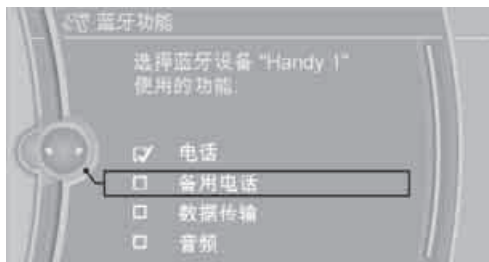 蓝牙功能
选择蓝牙设备 "Handy 1"
使用的功能.
电话
备用电话
数据传输
音频